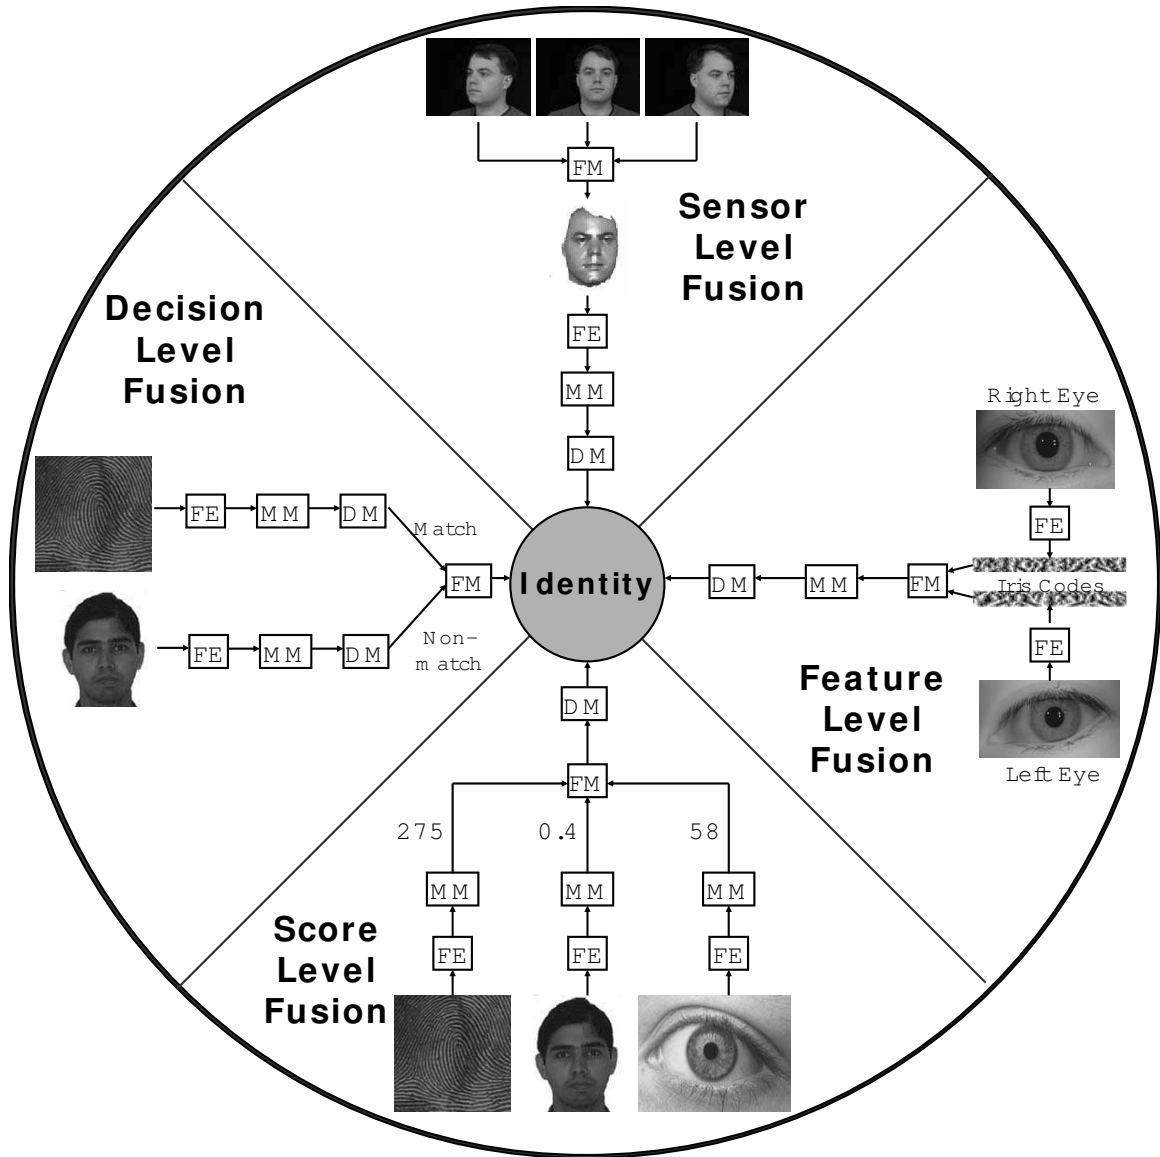 FM
Sensor
Level
Fusion
FE
MM
DM
Decision
Level
Fusion
FE MM DM
Match
FM
Non-
match
FE MM DM
Identity
Right Eye
FE
Iris Codes
DM MM FM
FE
Left Eye
Feature
Level
Fusion
DM
FM
275 0.4 58
MM MM MM
FE FE FE
Score
Level
Fusion